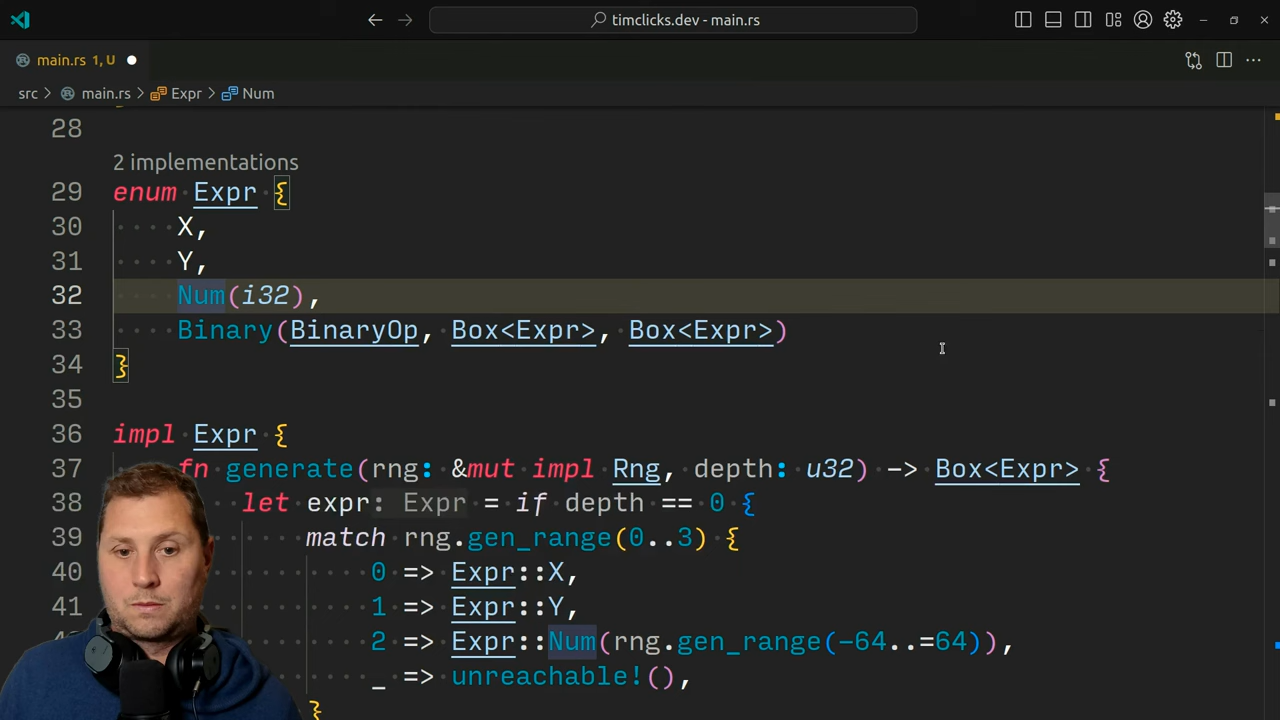 timclicks.dev - main.rs
main.rs 1, U
src > main.rs > Expr > Num
28
2 implementations
29 enum Expr {
30 X,
31 Y,
32 Num(i32),
33 Binary(BinaryOp, Box<Expr>, Box<Expr>)
34 }
35
36 impl Expr {
37 fn generate(rng: &mut impl Rng, depth: u32) -> Box<Expr> {
38 let expr: Expr = if depth == 0 {
39 match rng.gen_range(0..3) {
40 0 => Expr::X,
41 1 => Expr::Y,
2 => Expr::Num(rng.gen_range(-64..=64)),
_ => unreachable!(),
}